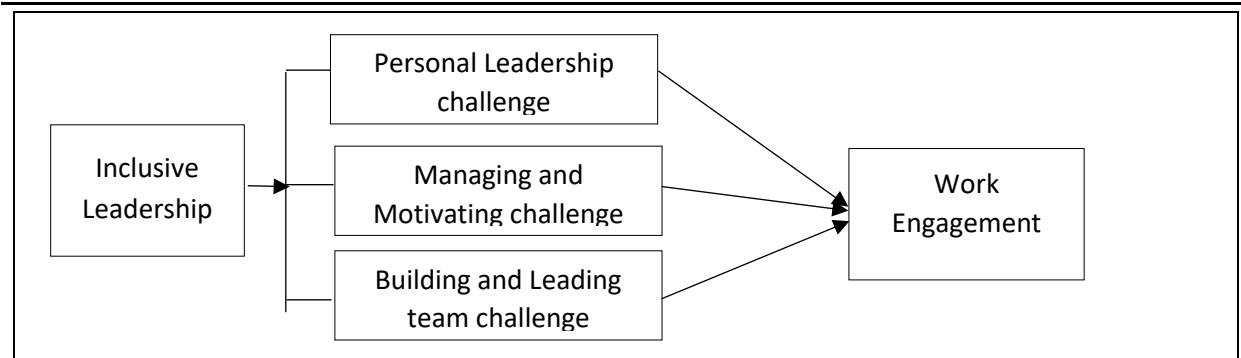 Personal Leadership
challenge
Inclusive
Leadership
Managing and
Motivating challenge
Work
Engagement
Building and Leading
team challenge